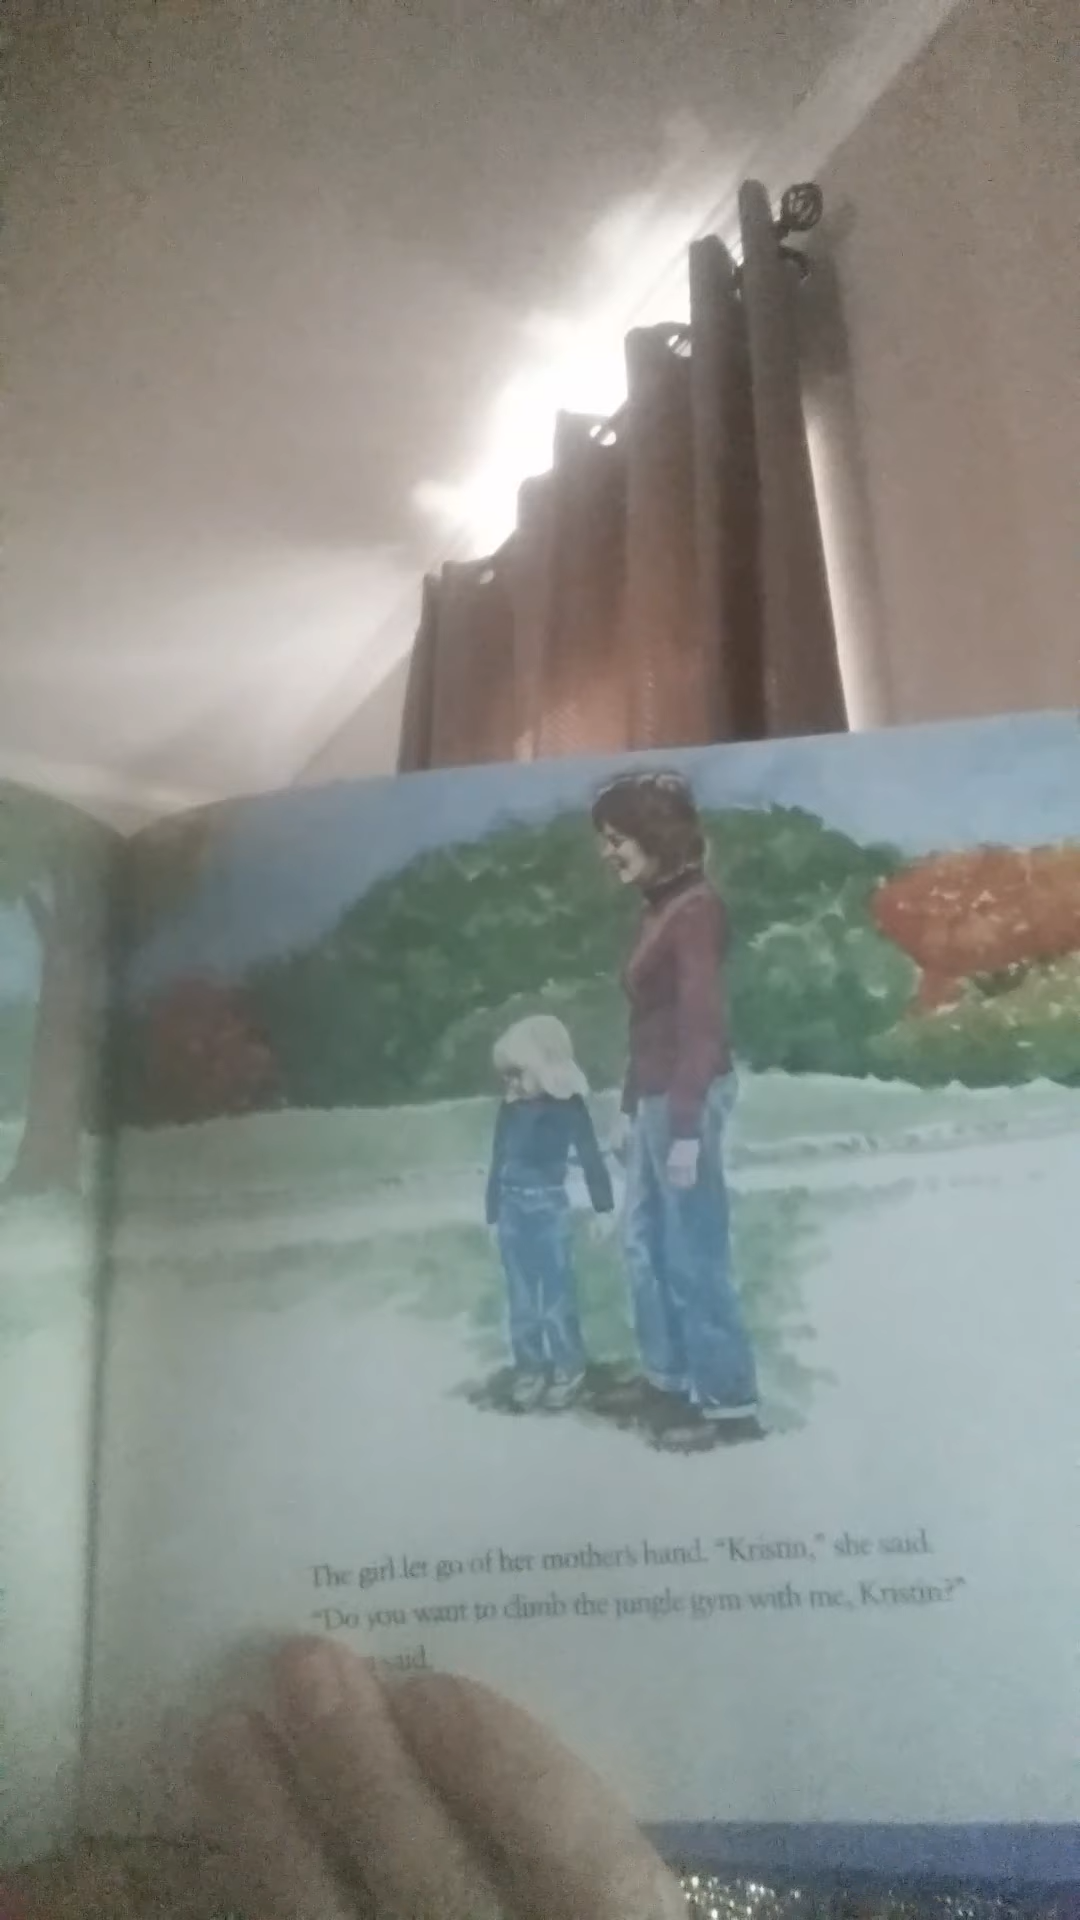 The girl let go of her mother's hand. "Kristin," she said.
"Do you want to climb the jungle gym with me, Kristin?"
said.